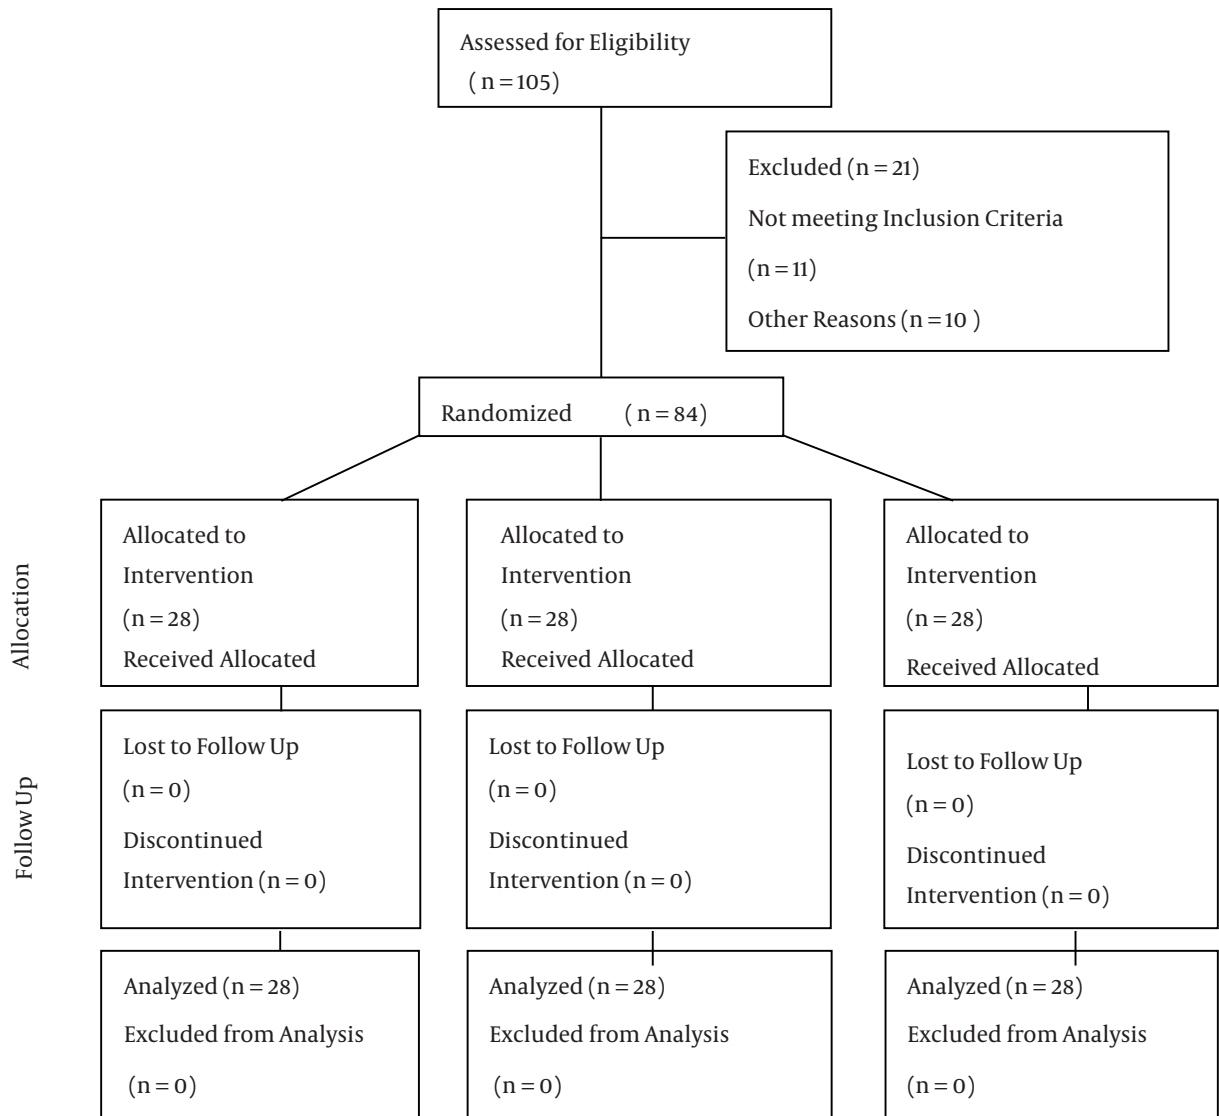 Assessed for Eligibility
( n = 105)
Excluded (n = 21)
Not meeting Inclusion Criteria
(n = 11)
Other Reasons (n = 10 )
Randomized ( n = 84)
Allocation
Allocated to
Intervention
(n = 28)
Received Allocated
Allocated to
Intervention
(n = 28)
Received Allocated
Allocated to
Intervention
(n = 28)
Received Allocated
Follow Up
Lost to Follow Up
(n = 0)
Discontinued
Intervention (n = 0)
Lost to Follow Up
(n = 0)
Discontinued
Intervention (n = 0)
Lost to Follow Up
(n = 0)
Discontinued
Intervention (n = 0)
Analyzed (n = 28)
Excluded from Analysis
(n = 0)
Analyzed (n = 28)
Excluded from Analysis
(n = 0)
Analyzed (n = 28)
Excluded from Analysis
(n = 0)